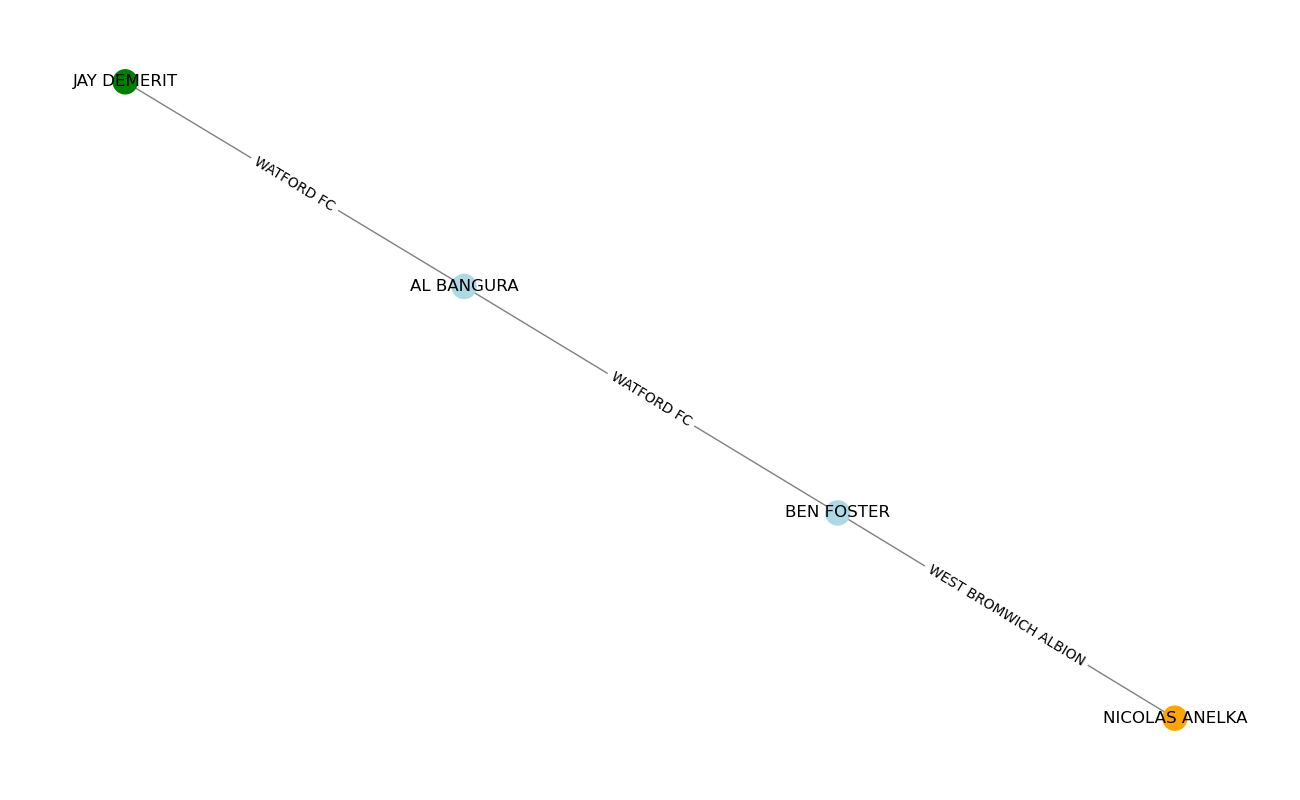 JAY DEMERIT
WATFORD FC
AL BANGURA
WATFORD FC
BEN FOSTER
WEST BROMWICH ALBION
NICOLAS ANELKA